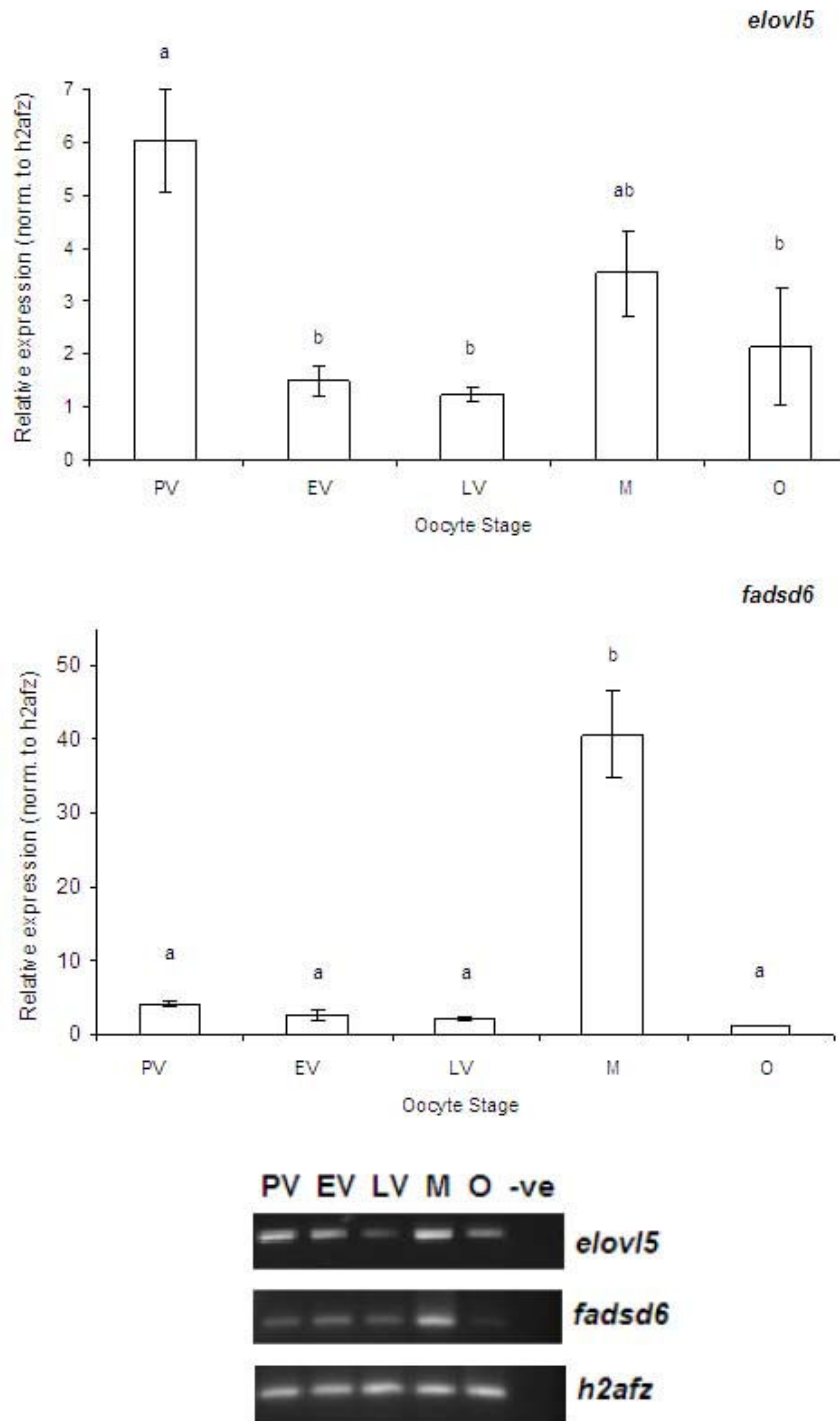 elovl5
a
7
6
5
4
3
2
1
0
Relative expression (norm. to h2afz)
b
b
ab
b
PV EV LV M O
Oocyte Stage
fadsd6
50
40
30
20
10
0
Relative expression (norm. to h2afz)
a
a
a
b
a
PV EV LV M O
Oocyte Stage
PV EV LV M O -ve
elovl5
fadsd6
h2afz